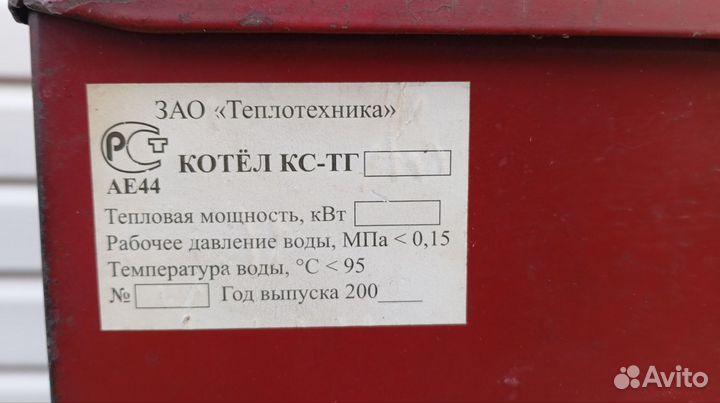 ЗАО «Теплотехника»
РСТ
АЕ44
КОТЁЛ КС-ТГ
Тепловая мощность, кВт
Рабочее давление воды, МПа < 0,15
Температура воды, °С < 95
№ Год выпуска 200____
Avito